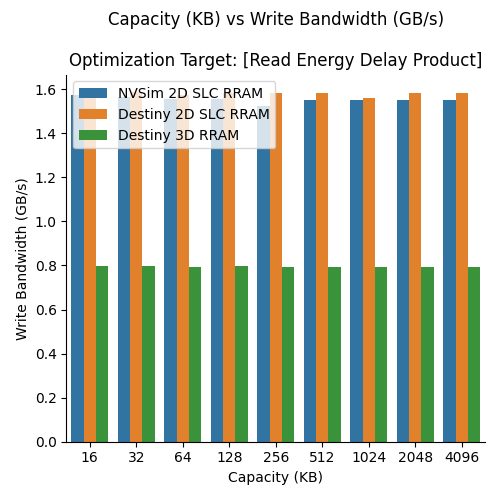 Capacity (KB) vs Write Bandwidth (GB/s)
Optimization Target: [Read Energy Delay Product]
NVSim 2D SLC RRAM
Destiny 2D SLC RRAM
Destiny 3D RRAM
Write Bandwidth (GB/s)
1.6
1.4
1.2
1.0
0.8
0.6
0.4
0.2
0.0
16 32 64 128 256 512 1024 2048 4096
Capacity (KB)